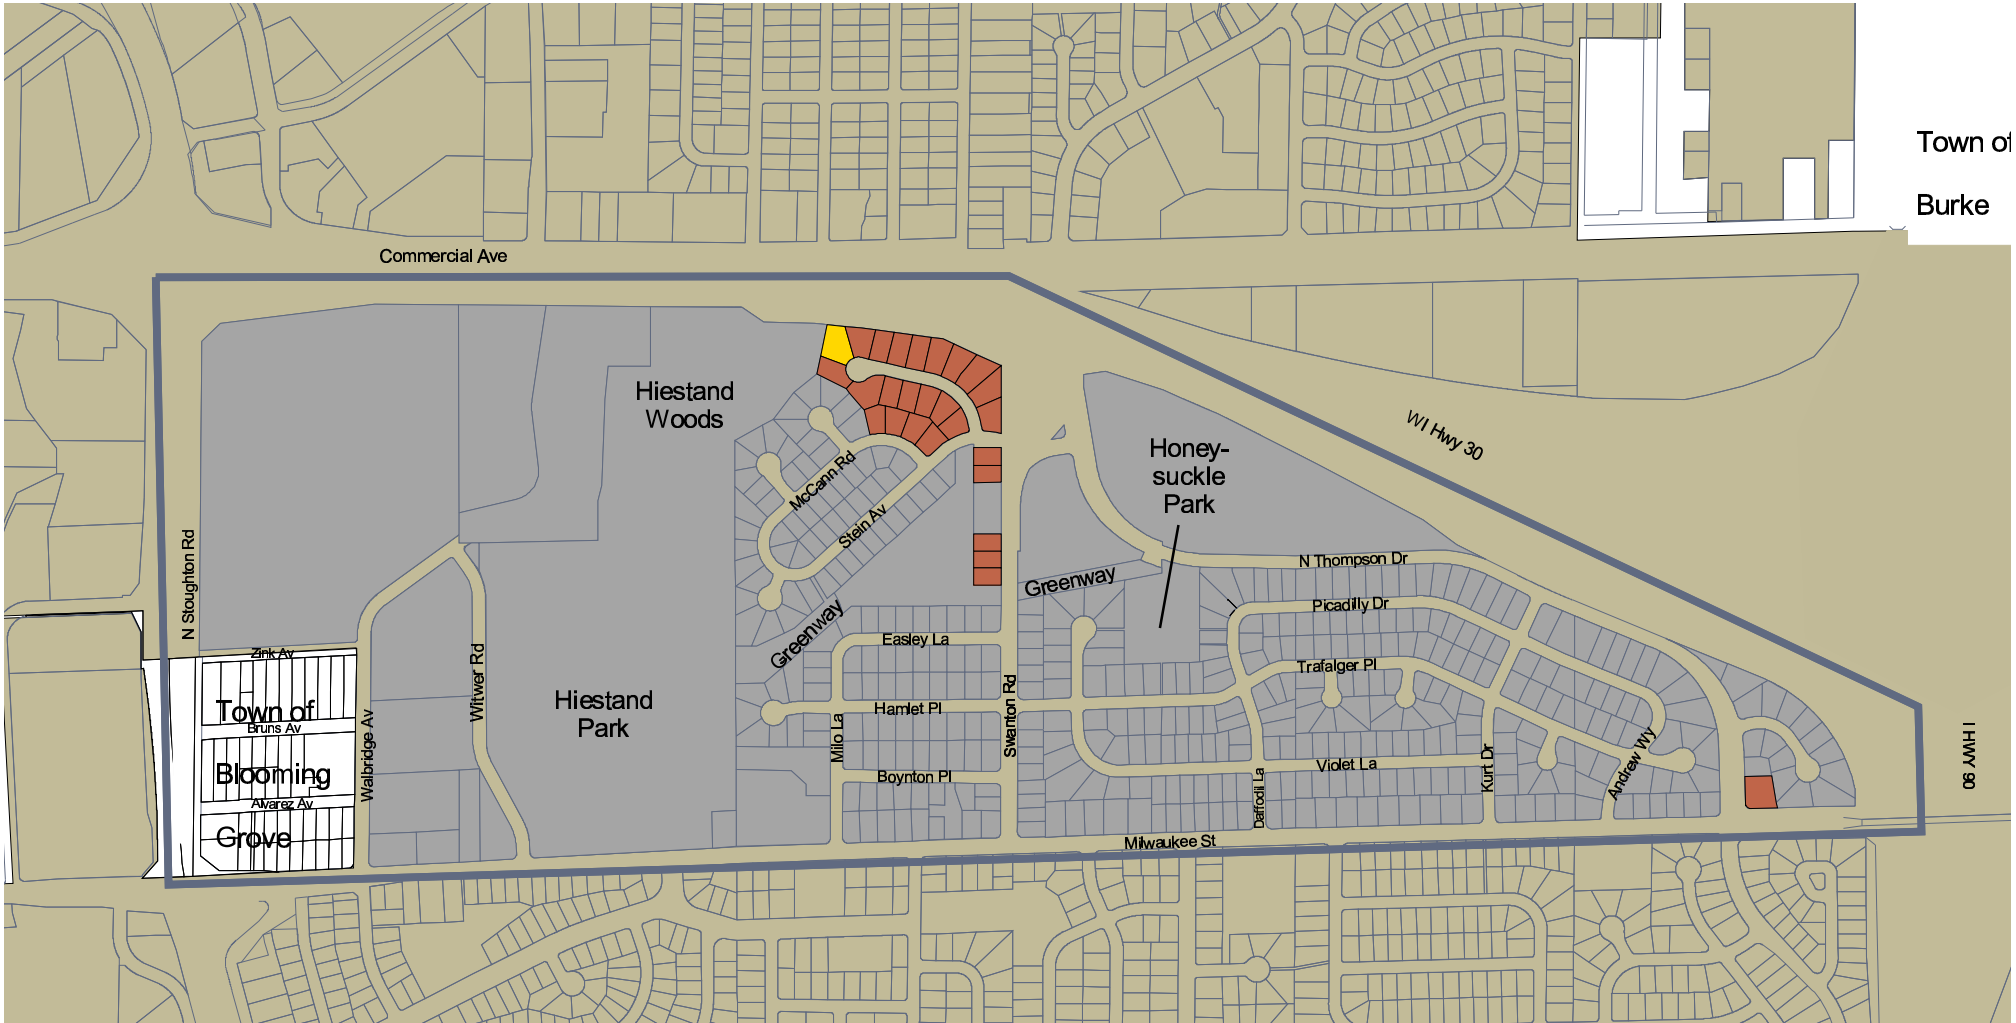 Town of
Burke
Commercial Ave
Hiestand
Woods
WI Hwy 30
Honey-
suckle
Park
McCann Rd
Stein Av
N Stoughton Rd
N Thompson Dr
Greenway
Picadilly Dr
Greenway
Easley La
Zink Av
Trafalger Pl
Witwer Rd
Hiestand
Park
Swanton Rd
Town of
Bruns Av
Hamlet Pl
Milo La
Walbridge Av
I HWY 90
Blooming
Boynton Pl
Violet La
Kurt Dr
Andrew Wy
Daffodil La
Alvarez Av
Grove
Milwaukee St